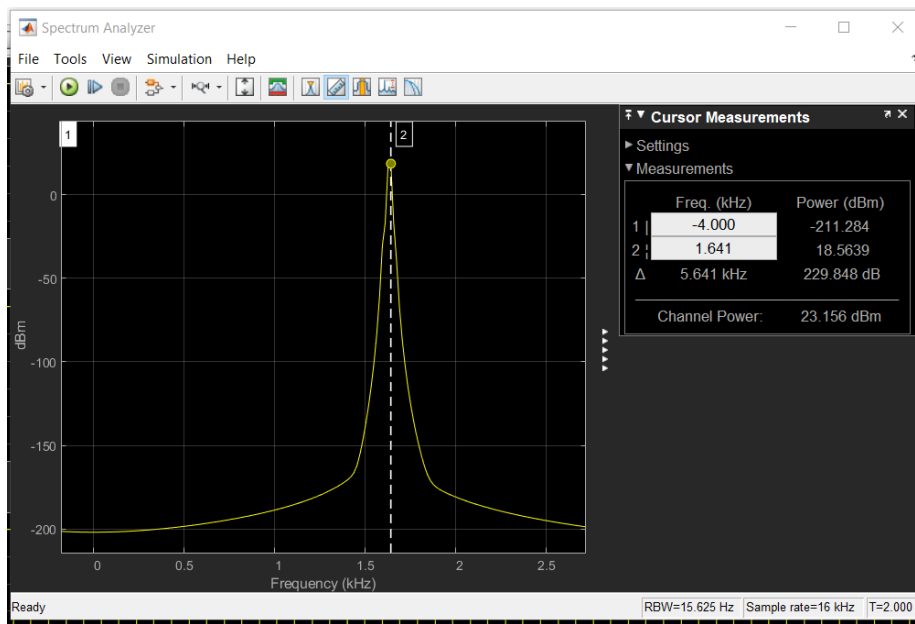 Spectrum Analyzer
File Tools View Simulation Help
Cursor Measurements
Settings
Measurements
Freq. (kHz) Power (dBm)
1 | -4.000 -211.284
2 ¦ 1.641 18.5639
Δ 5.641 kHz 229.848 dB
Channel Power: 23.156 dBm
1
2
dBm
0
-50
-100
-150
-200
0 0.5 1 1.5 2 2.5
Frequency (kHz)
Ready RBW=15.625 Hz Sample rate=16 kHz T=2.000